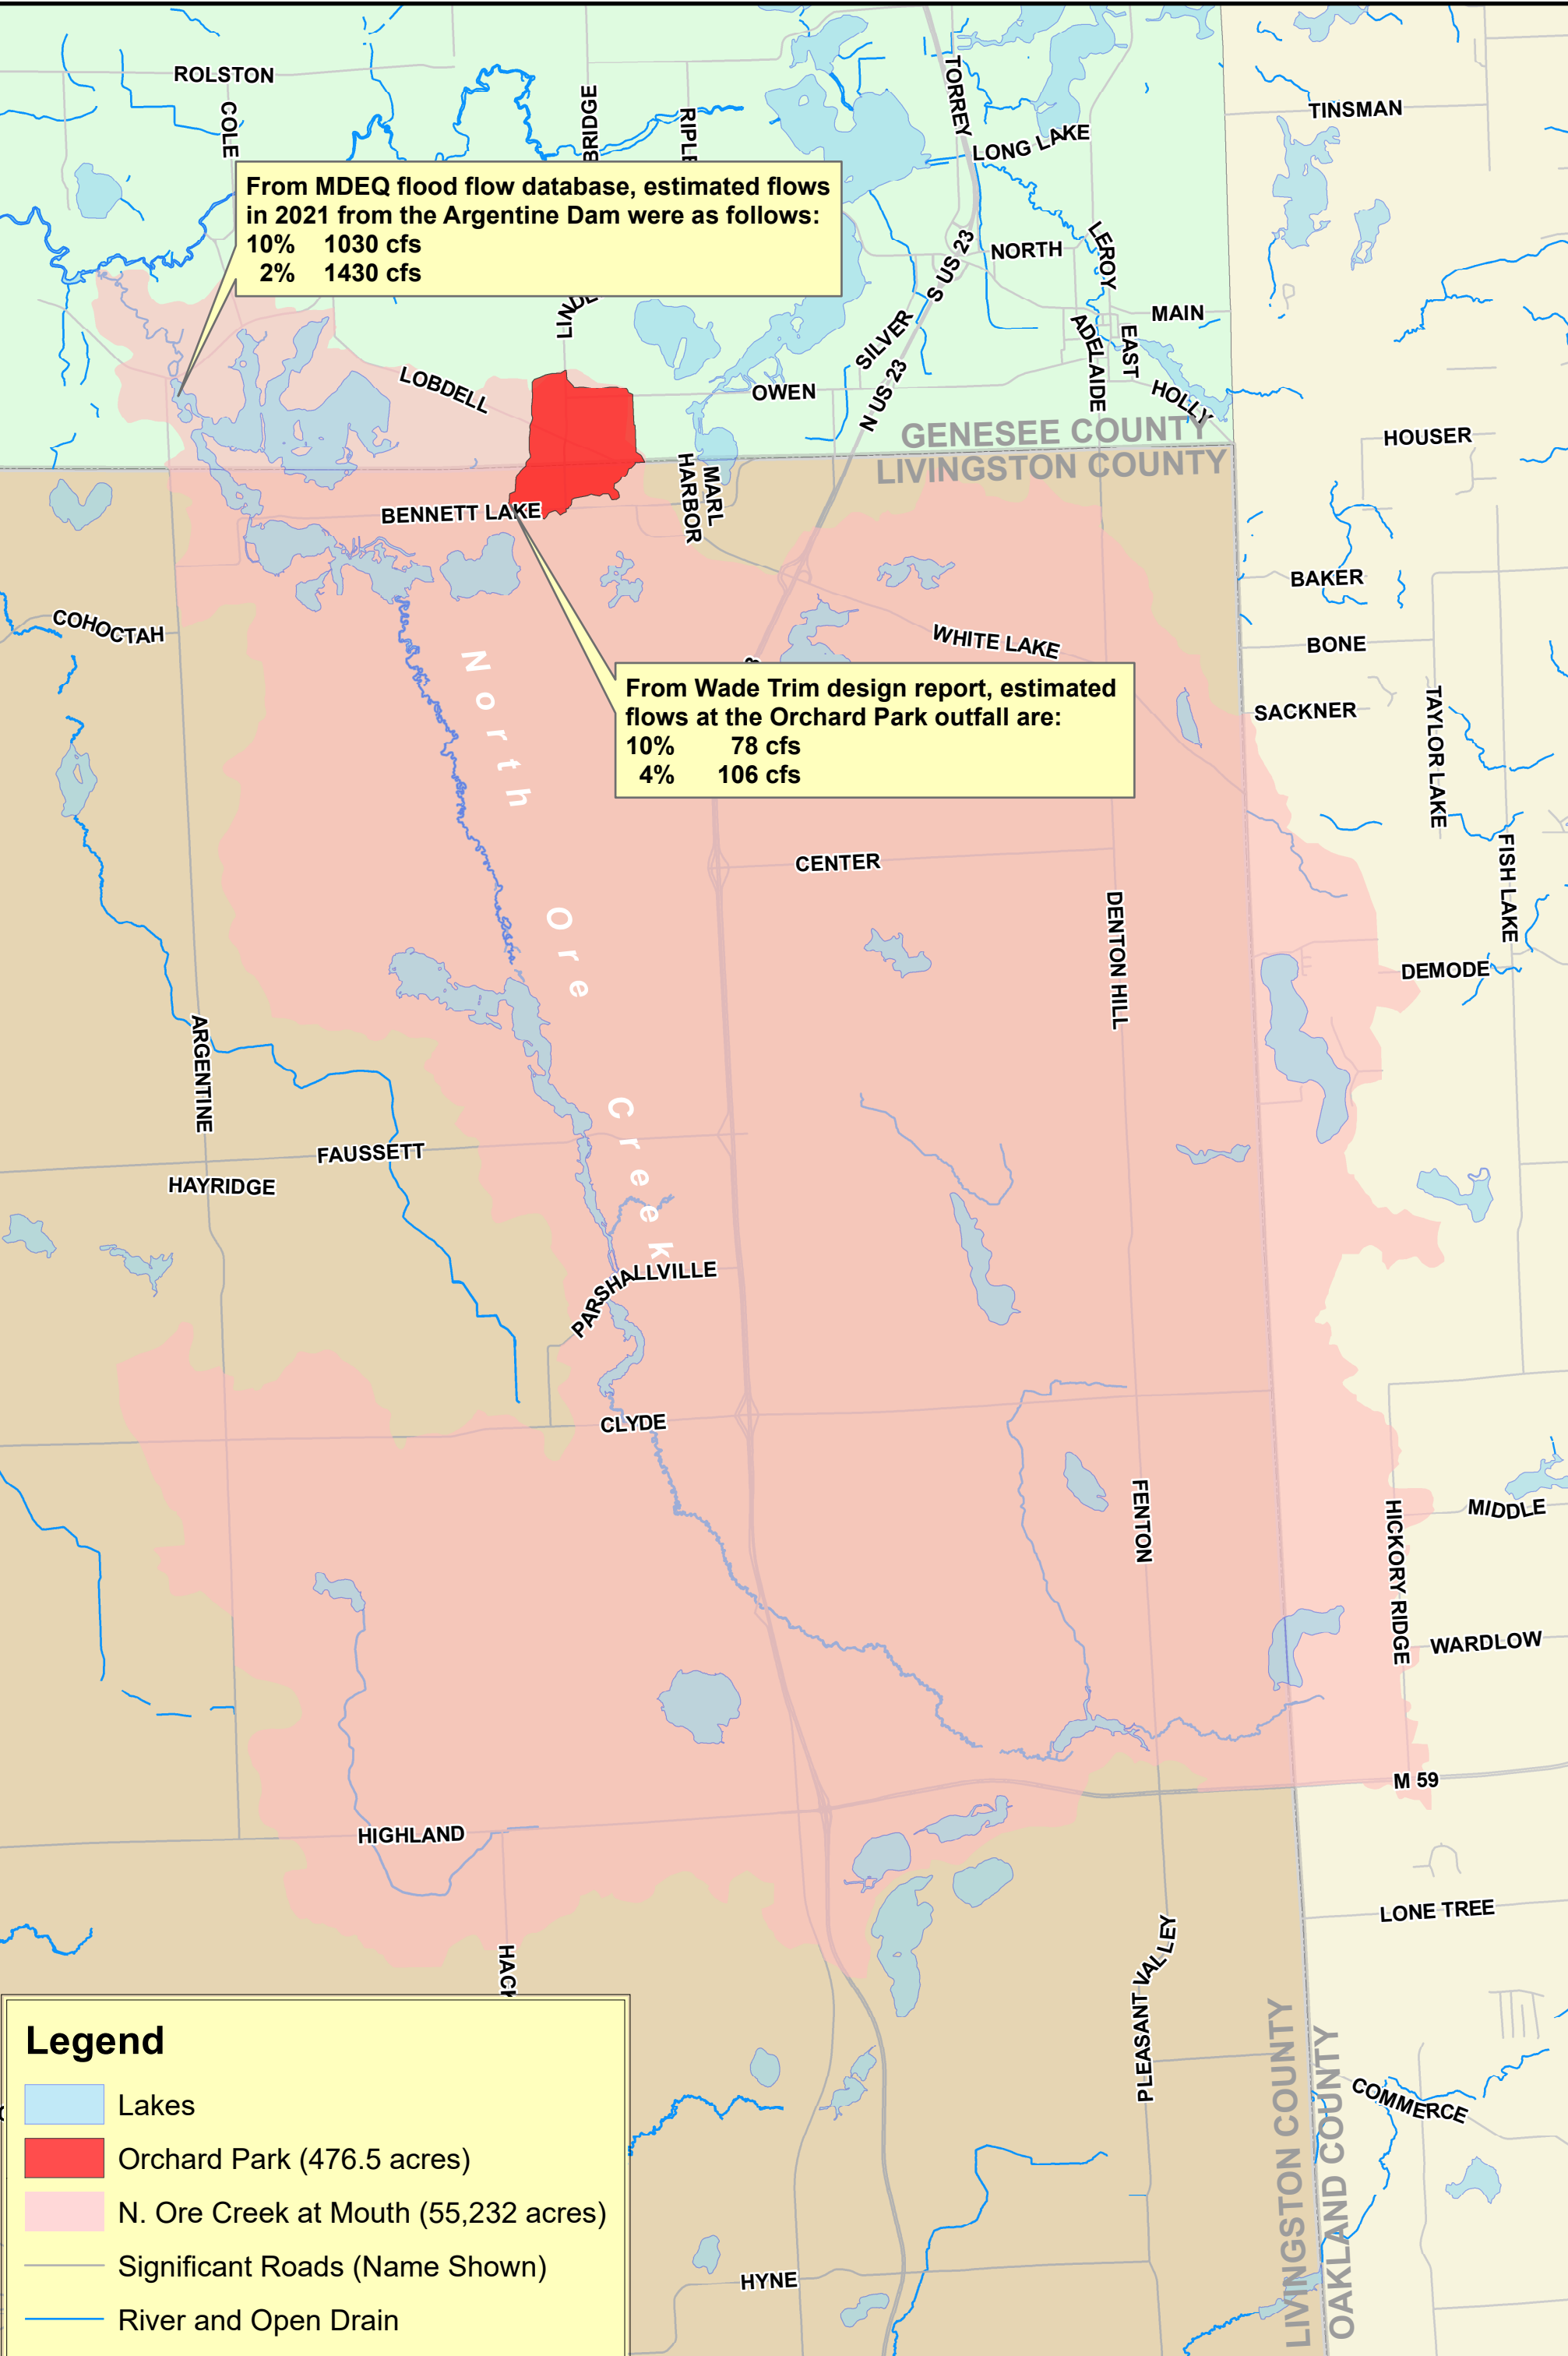 ROLSTON
COLE
BRIDGE
TORREY
LONG LAKE
TINSMAN
From MDEQ flood flow database, estimated flows
in 2021 from the Argentine Dam were as follows:
10% 1030 cfs
2% 1430 cfs
NORTH
LEROY
S US 23
MAIN
SILVER
ADELAIDE
EAST
N US 23
LOBDELL
OWEN
HOLLY
GENESEE COUNTY
LIVINGSTON COUNTY
HOUSER
HARBOR
MARL
BENNETT LAKE
BAKER
COHOCTAH
WHITE LAKE
BONE
North Ore Creek
From Wade Trim design report, estimated
flows at the Orchard Park outfall are:
10% 78 cfs
4% 106 cfs
SACKNER
TAYLOR LAKE
CENTER
FISH LAKE
DENTON HILL
DEMODE
ARGENTINE
FAUSSETT
HAYRIDGE
PARSHALLVILLE
CLYDE
FENTON
HICKORY RIDGE
MIDDLE
WARDLOW
M 59
HIGHLAND
LONE TREE
HACK
PLEASANT VALLEY
LIVINGSTON COUNTY
OAKLAND COUNTY
COMMERCE
HYNE
Legend
Lakes
Orchard Park (476.5 acres)
N. Ore Creek at Mouth (55,232 acres)
Significant Roads (Name Shown)
River and Open Drain